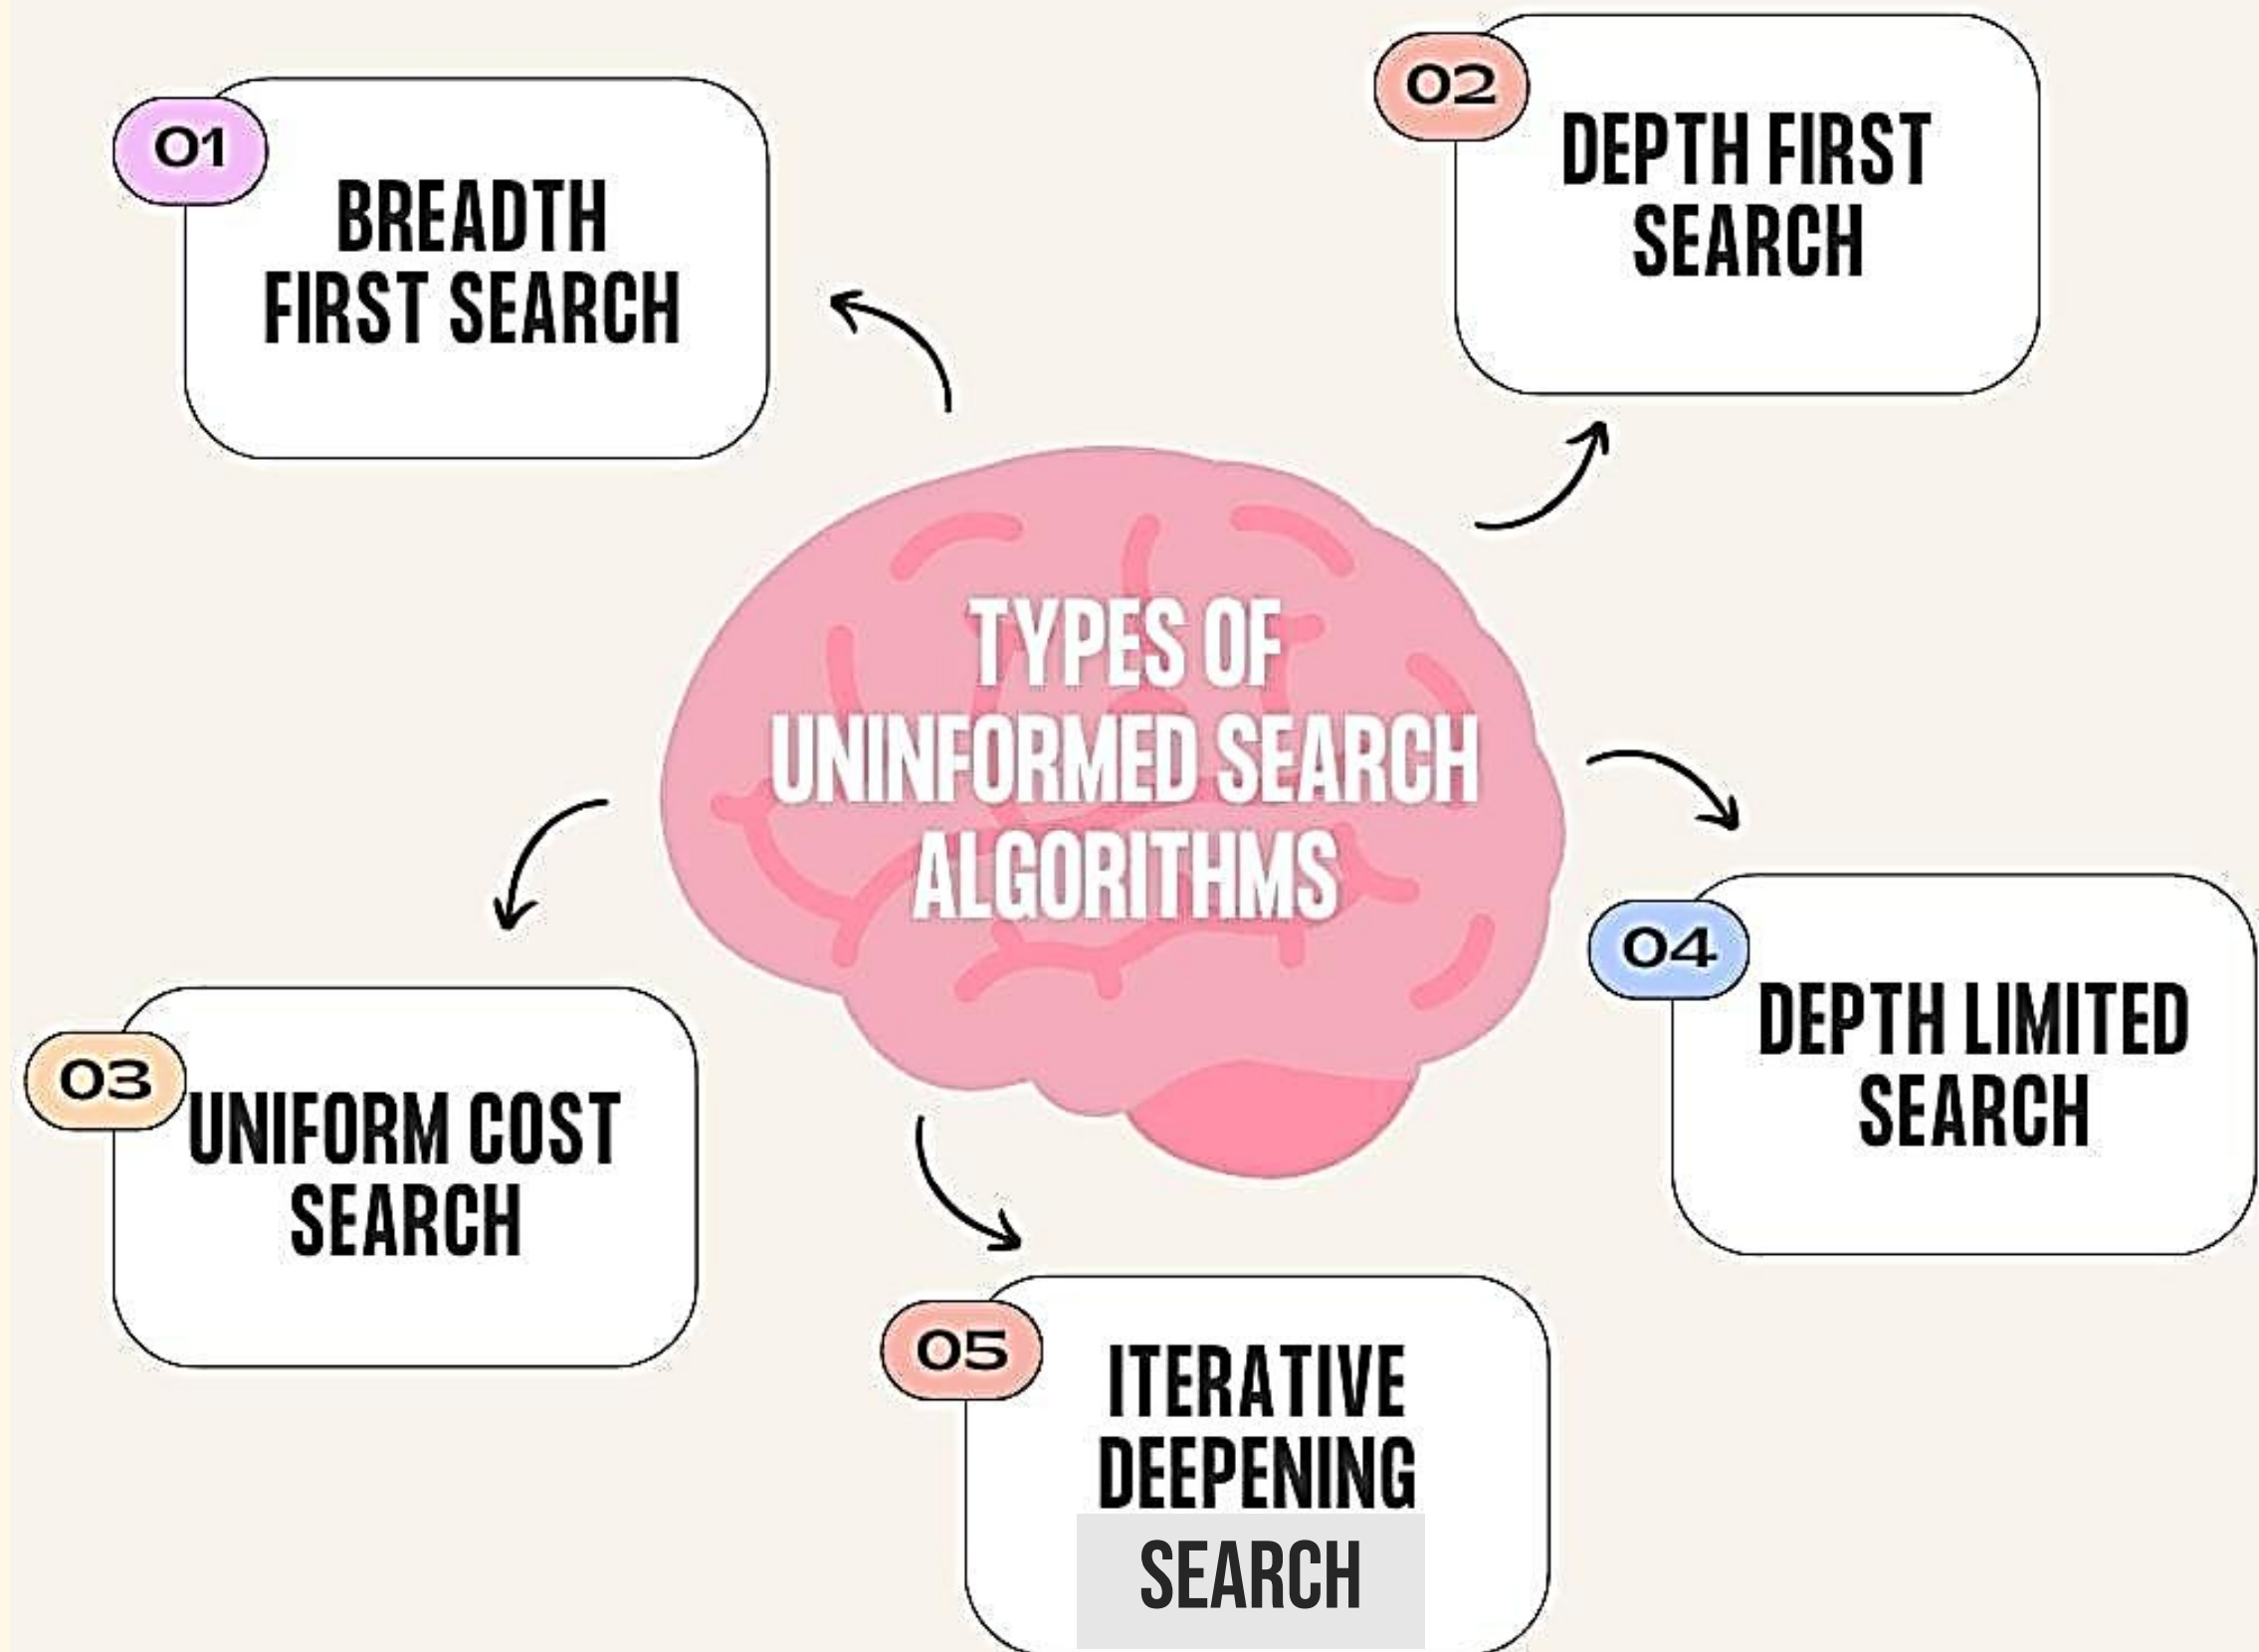 01
BREADTH
FIRST SEARCH
02
DEPTH FIRST
SEARCH
TYPES OF
UNINFORMED SEARCH
ALGORITHMS
03
UNIFORM COST
SEARCH
04
DEPTH LIMITED
SEARCH
05
ITERATIVE
DEEPENING
SEARCH